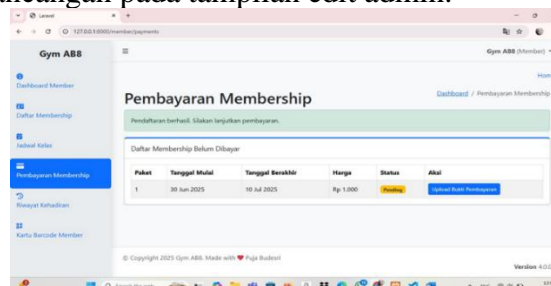 ancangan pada tampilan edit admin.
Laravel
127.0.0.1:8000/member/payments
Gym AB8
Gym AB8 (Member)
Home
Dashboard Member
Pembayaran Membership
Dashboard / Pembayaran Membership
Daftar Membership
Pendaftaran berhasil. Silakan lanjutkan pembayaran.
Jadwal Kelas
Daftar Membership Belum Dibayar
Pembayaran Membership
Paket Tanggal Mulai Tanggal Berakhir Harga Status Aksi
1 30 Jun 2025 10 Jul 2025 Rp 1.000 Pending Upload Bukti Pembayaran
Riwayat Kehadiran
Kartu Barcode Member
© Copyright 2025 Gym AB8. Made with ❤ Puja Budesti
Version 4.0.0